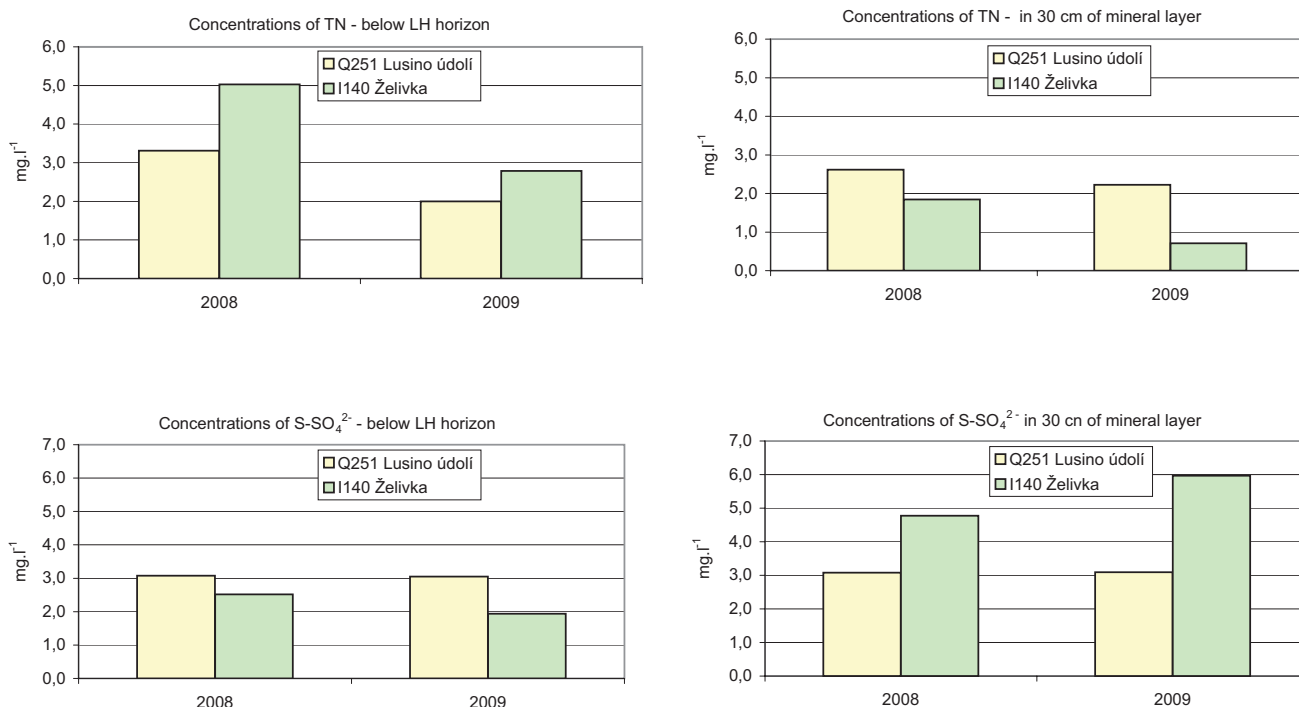 Concentrations of TN - below LH horizon
6,0
5,0
4,0
3,0
2,0
1,0
0,0
mg.l-1
Q251 Lusino údolí
I140 Želivka
2008
2009
Concentrations of TN - in 30 cm of mineral layer
6,0
5,0
4,0
3,0
2,0
1,0
0,0
mg.l-1
Q251 Lusino údolí
I140 Želivka
2008
2009
Concentrations of S-SO4 2- - below LH horizon
7,0
6,0
5,0
4,0
3,0
2,0
1,0
0,0
mg.l-1
Q251 Lusino údolí
I140 Želivka
2008
2009
Concentrations of S-SO4 2- in 30 cn of mineral layer
7,0
6,0
5,0
4,0
3,0
2,0
1,0
0,0
mg.l-1
Q251 Lusino údolí
I140 Želivka
2008
2009